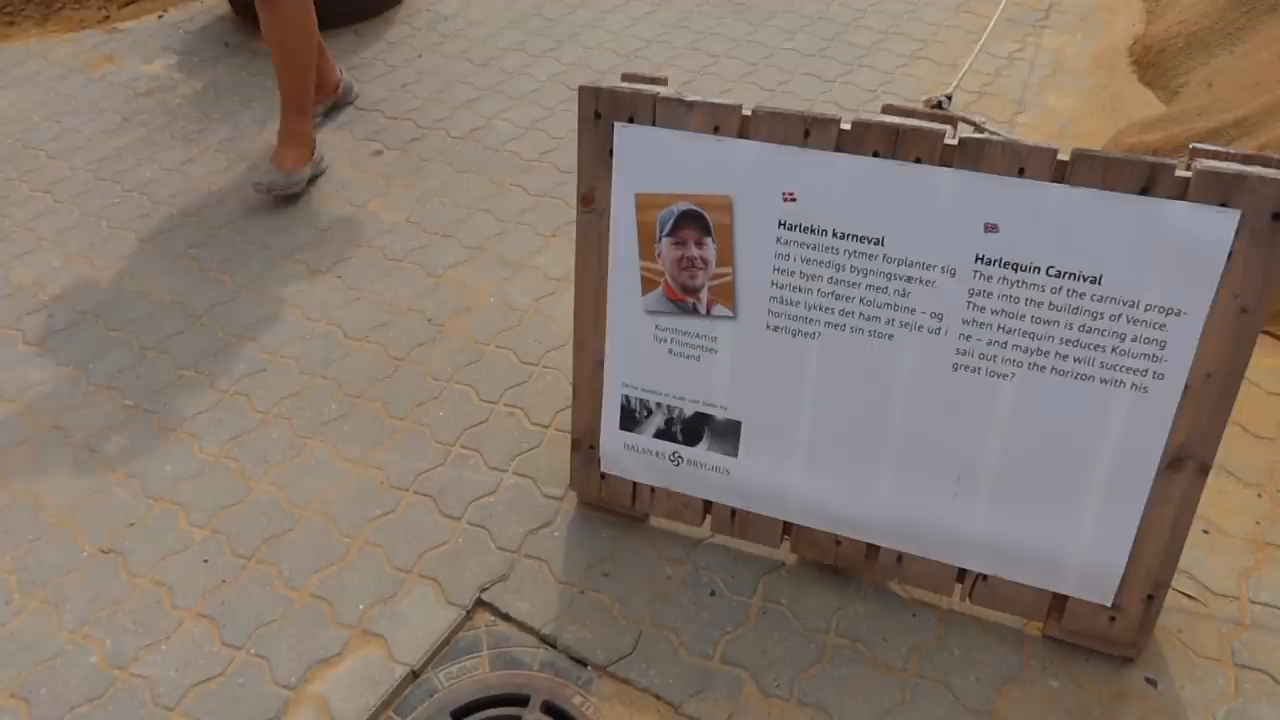 Harlekin karneval
Karnevallets rytmer forplanter sig
ind i Venedigs bygningsværker.
Hele byen danser med, når
Harlekin forfører Kolumbine – og
måske lykkes det ham at sejle ud i
horisonten med sin store
kærlighed?
Harlequin Carnival
The rhythms of the carnival propa-
gate into the buildings of Venice.
The whole town is dancing along
when Harlequin seduces Kolumbi-
ne – and maybe he will succeed to
sail out into the horizon with his
great love?
Kunstner/Artist
Ilya Filimontsev
Rusland
HALSNÆS BRYGHUS